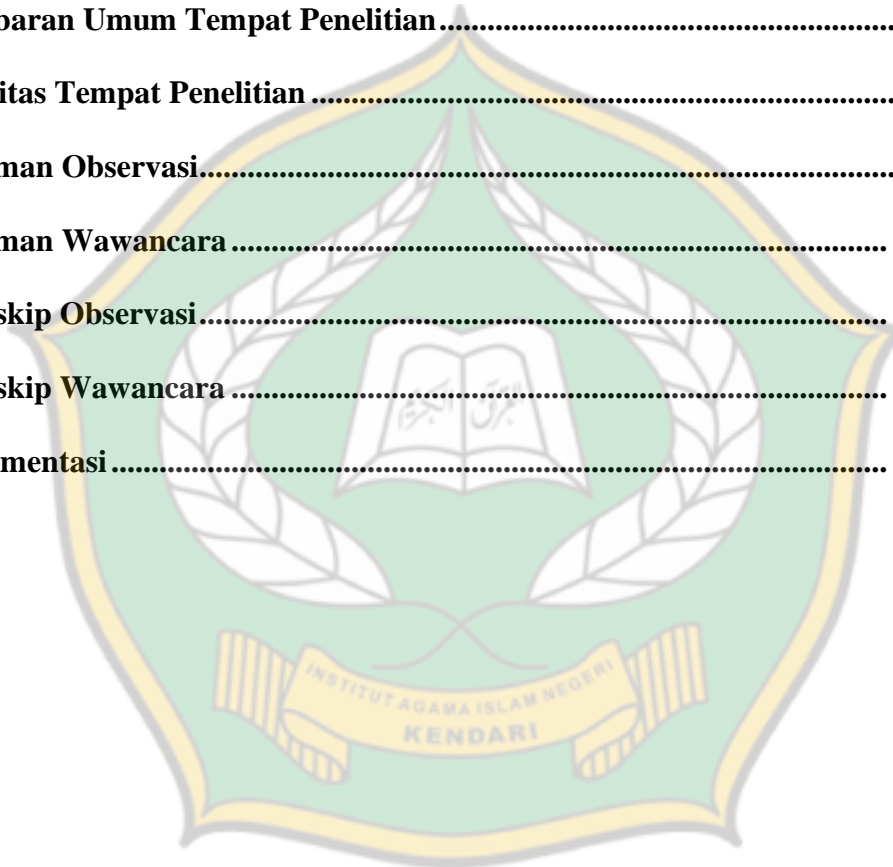 baran Umum Tempat Penelitian
itas Tempat Penelitian
man Observasi
man Wawancara
skip Observasi
skip Wawancara
mentasi
INSTITUT AGAMA ISLAM NEGERI
KENDARI